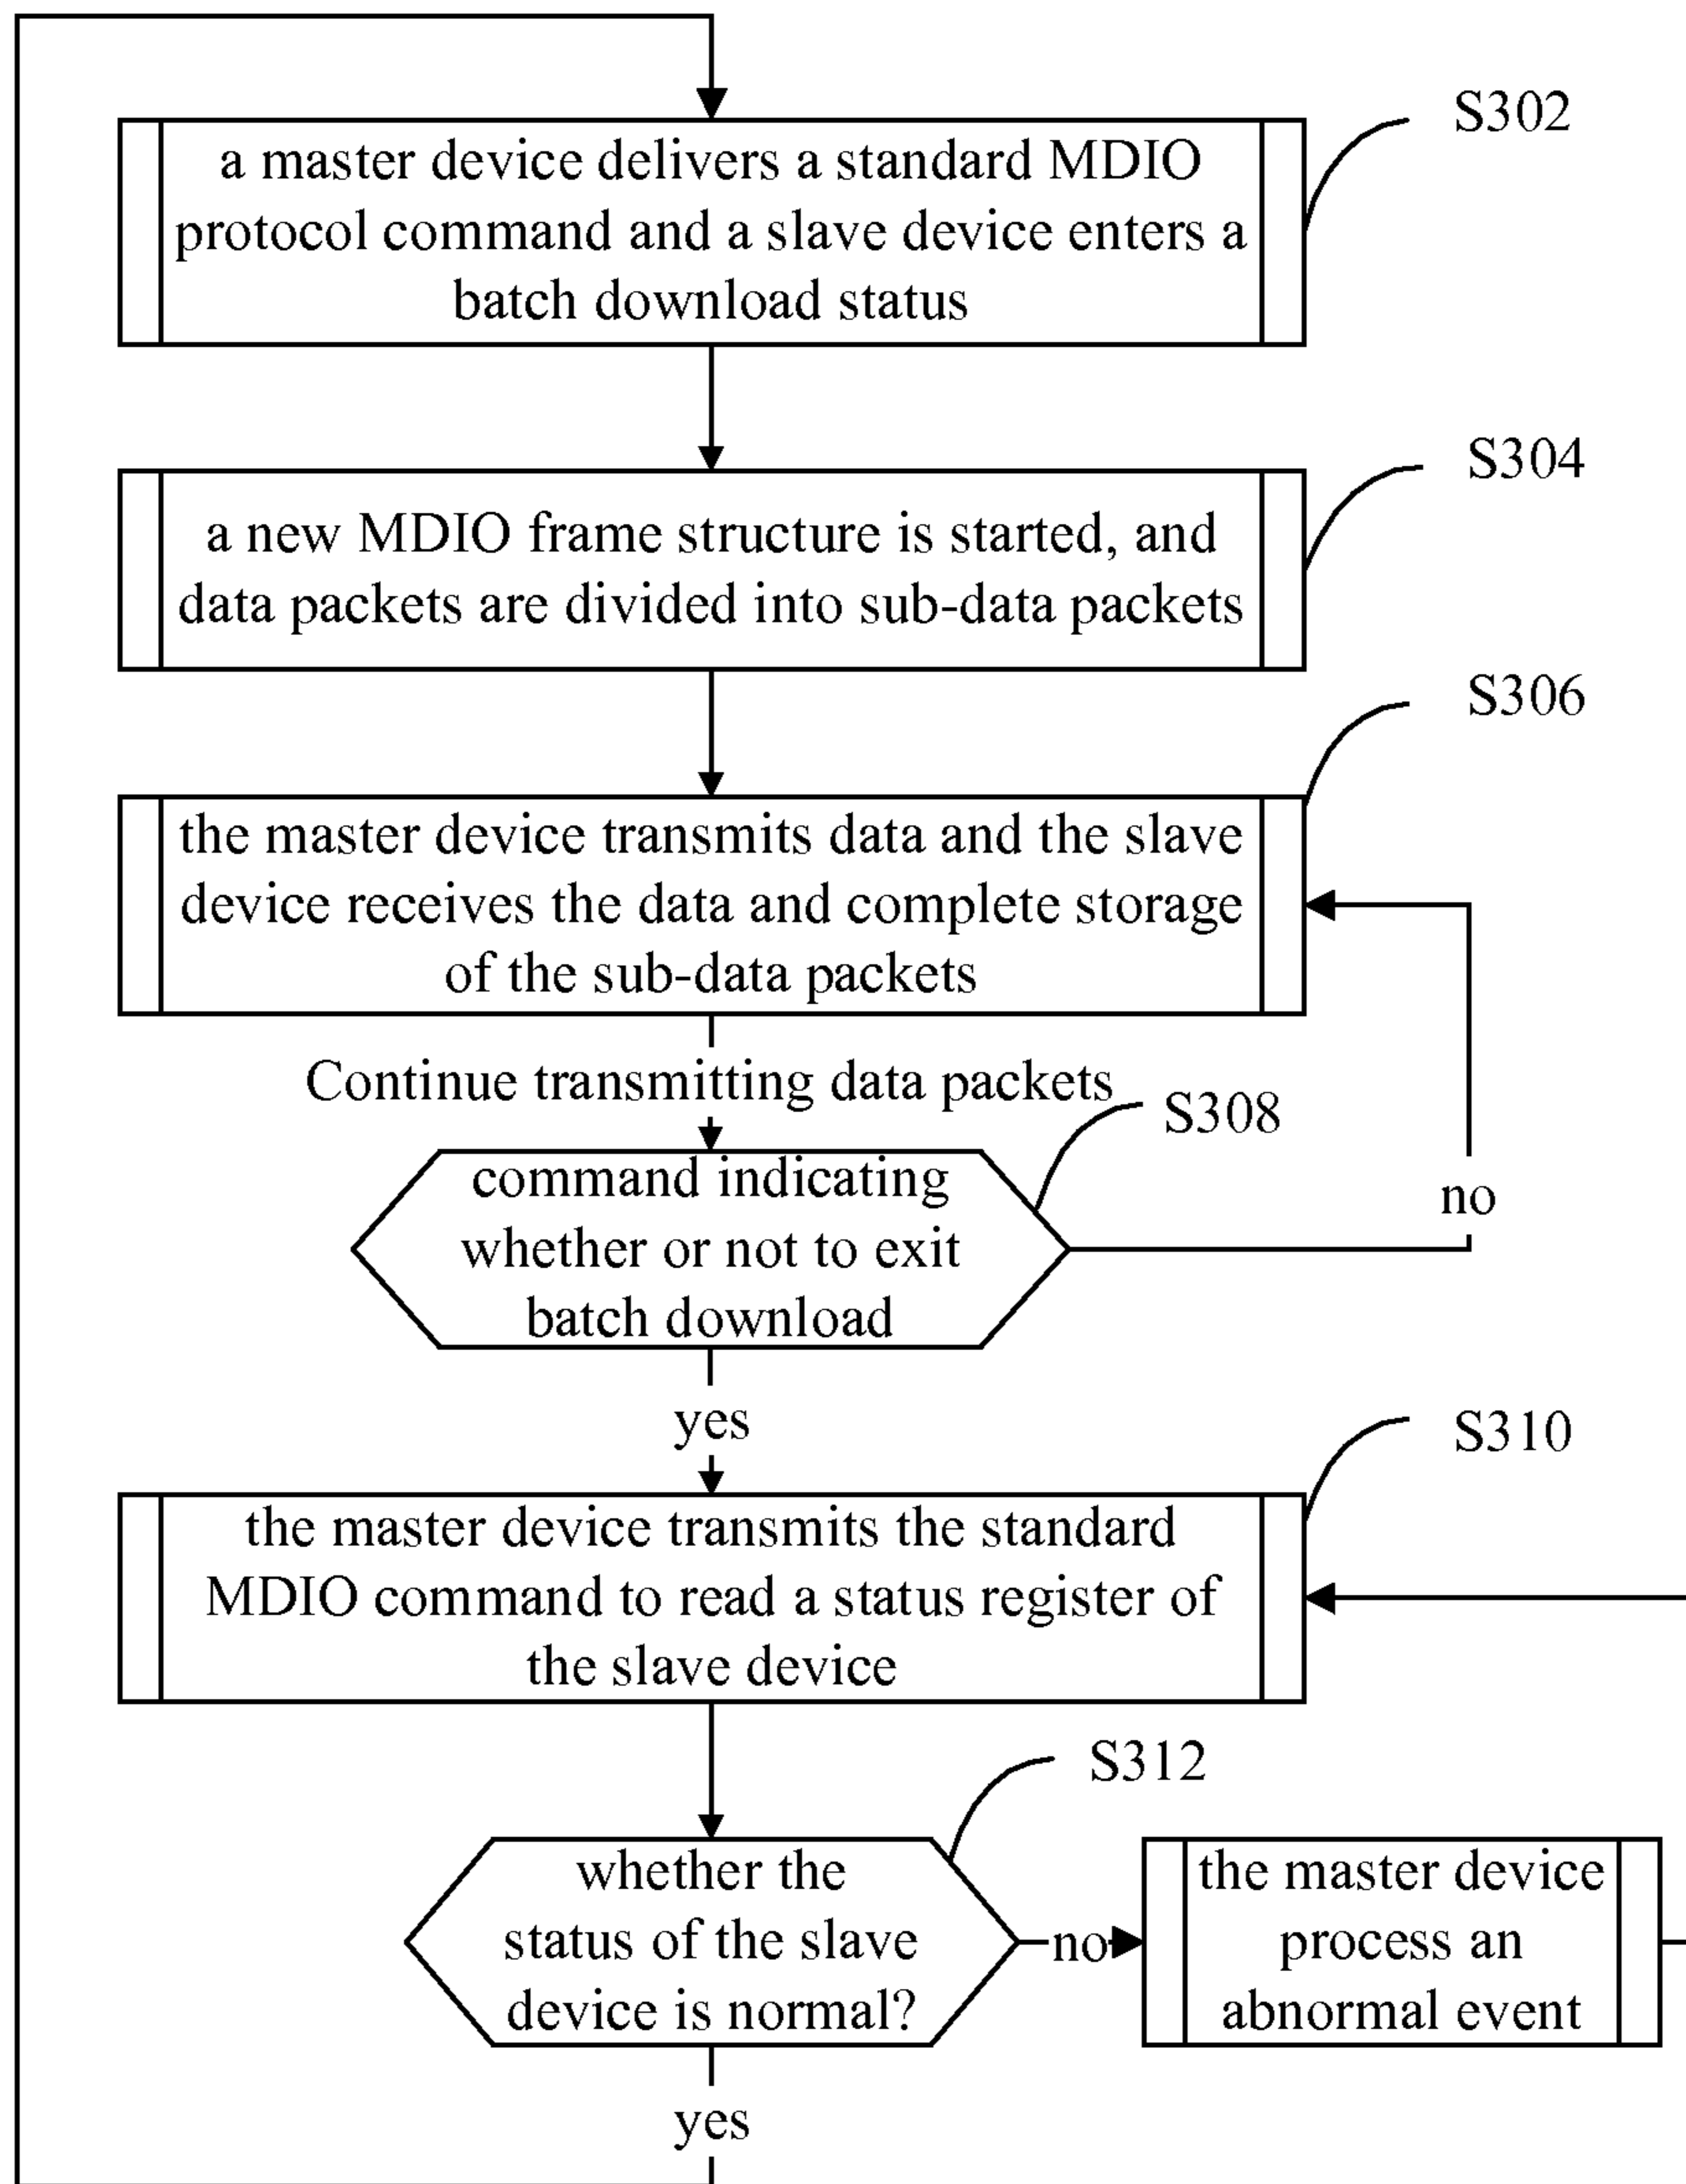 S302
a master device delivers a standard MDIO
protocol command and a slave device enters a
batch download status
S304
a new MDIO frame structure is started, and
data packets are divided into sub-data packets
S306
the master device transmits data and the slave
device receives the data and complete storage
of the sub-data packets
Continue transmitting data packets
S308
command indicating
whether or not to exit
batch download
no
yes
S310
the master device transmits the standard
MDIO command to read a status register of
the slave device
S312
whether the
status of the slave
device is normal?
no
the master device
process an
abnormal event
yes